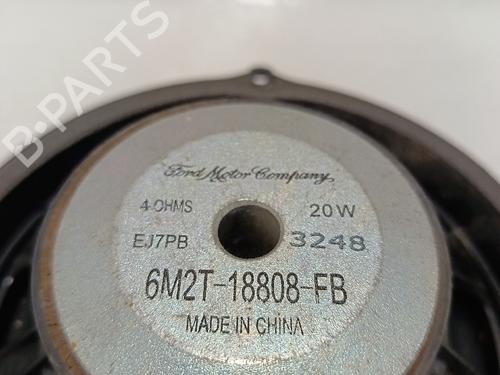 B-PARTS
Ford Motor Company
4 OHMS 20 W
EJ7PB 3248
6M2T-18808-FB
MADE IN CHINA